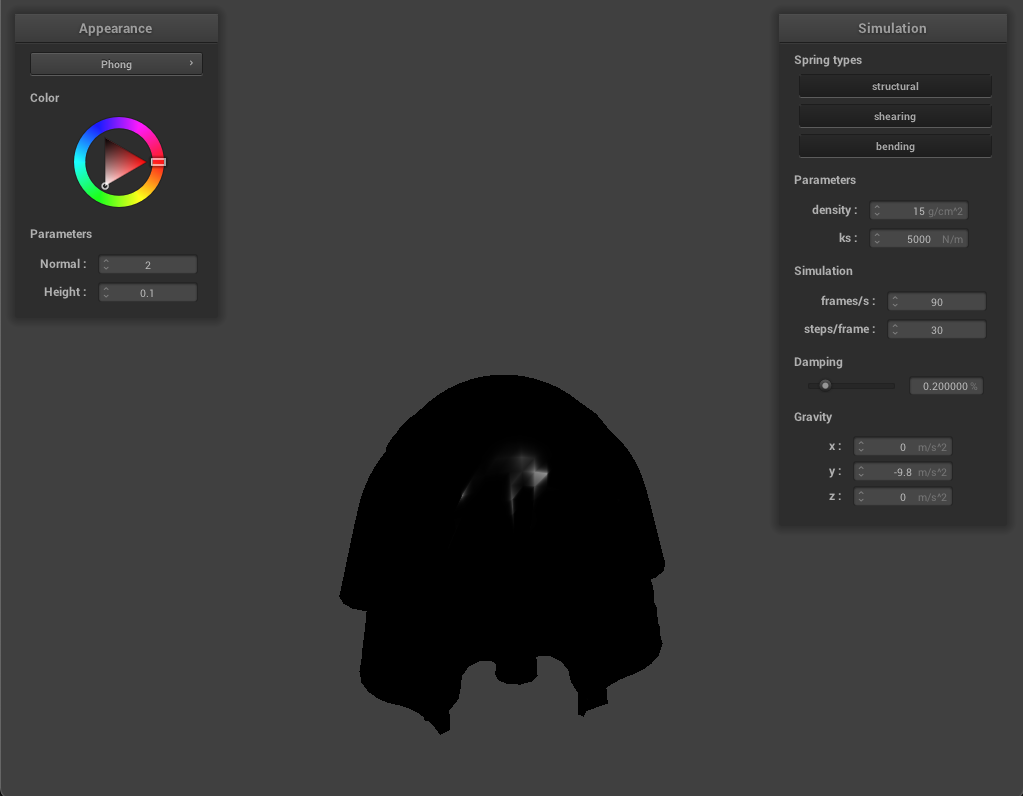 Appearance
Phong
Color
Parameters
Normal : 2
Height : 0.1
Simulation
Spring types
structural
shearing
bending
Parameters
density : 15 g/cm^2
ks : 5000 N/m
Simulation
frames/s : 90
steps/frame : 30
Damping
0.200000 %
Gravity
x : 0 m/s^2
y : -9.8 m/s^2
z : 0 m/s^2